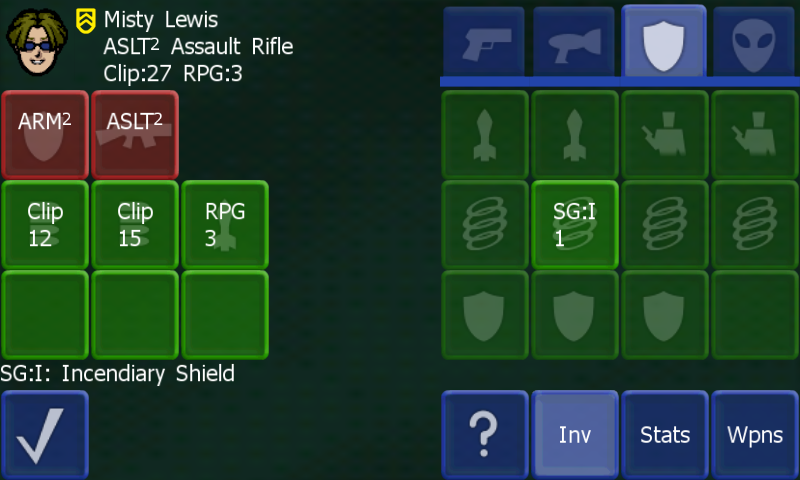 Misty Lewis
ASLT² Assault Rifle
Clip:27 RPG:3
ARM²
ASLT²
Clip
12
Clip
15
RPG
3
SG:I
1
SG:I: Incendiary Shield
?
Inv
Stats
Wpns